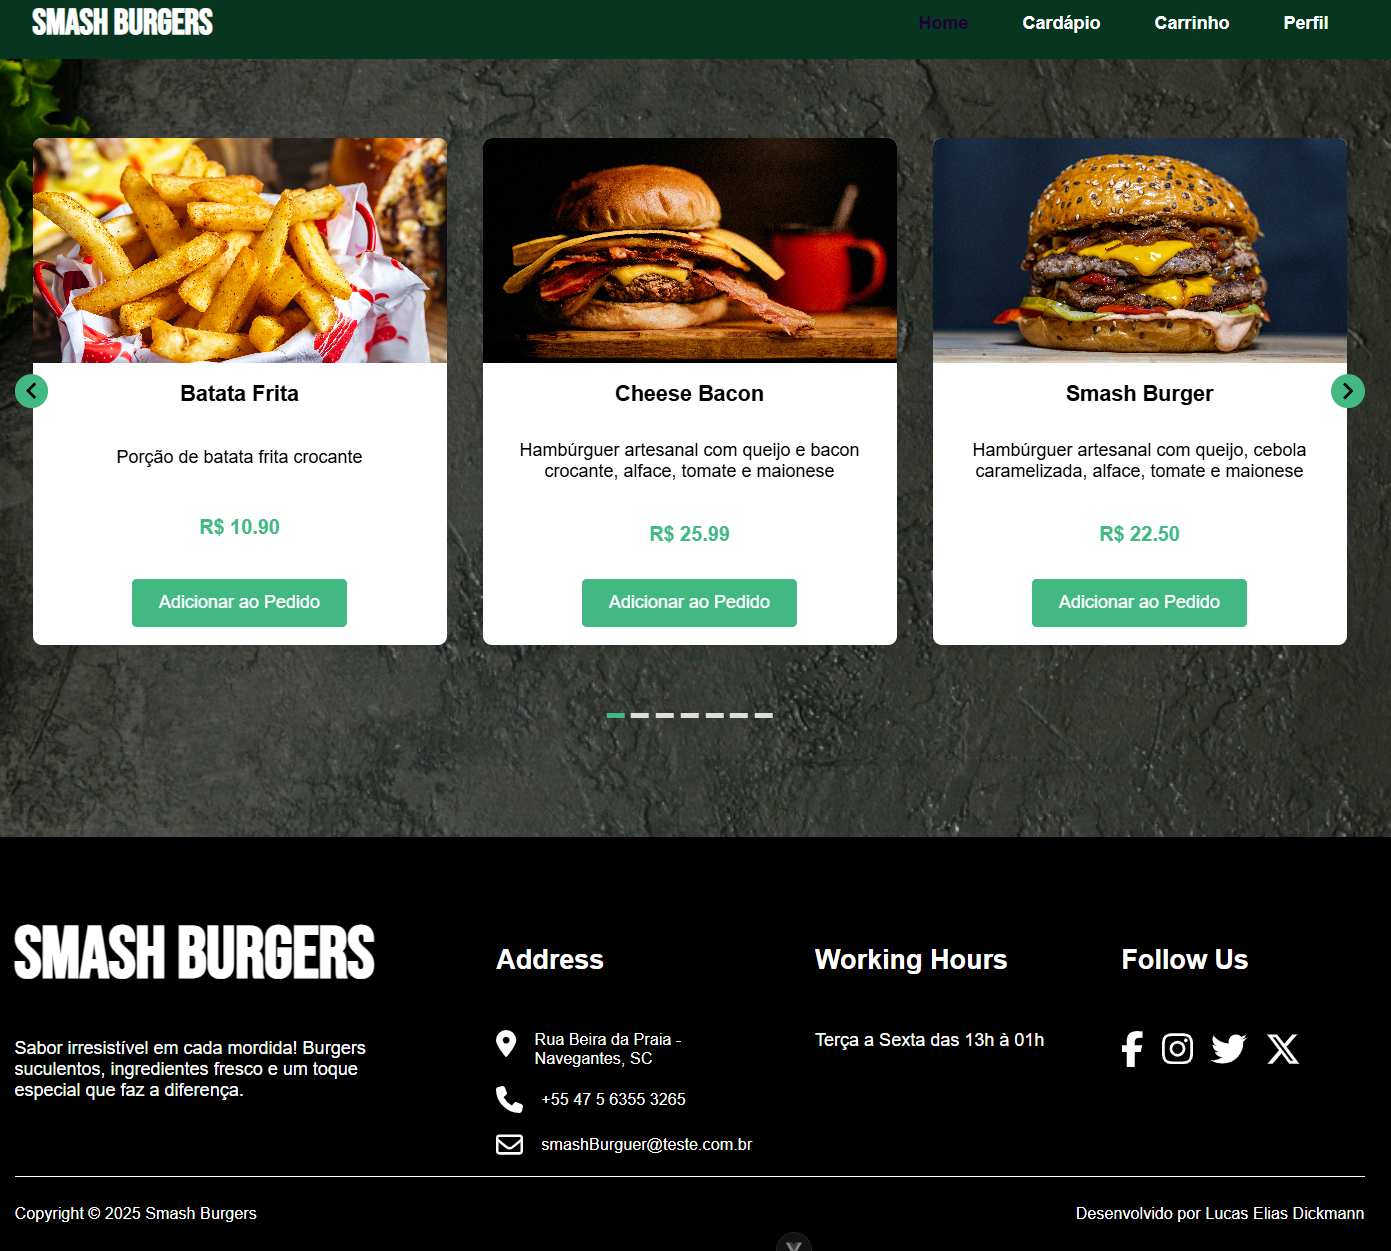 SMASH BURGERS
Home Cardápio Carrinho Perfil
Batata Frita
Porção de batata frita crocante
R$ 10.90
Adicionar ao Pedido
Cheese Bacon
Hambúrguer artesanal com queijo e bacon
crocante, alface, tomate e maionese
R$ 25.99
Adicionar ao Pedido
Smash Burger
Hambúrguer artesanal com queijo, cebola
caramelizada, alface, tomate e maionese
R$ 22.50
Adicionar ao Pedido
SMASH BURGERS
Sabor irresistível em cada mordida! Burgers
suculentos, ingredientes fresco e um toque
especial que faz a diferença.
Address
Rua Beira da Praia -
Navegantes, SC
+55 47 5 6355 3265
smashBurguer@teste.com.br
Working Hours
Terça a Sexta das 13h à 01h
Follow Us
Copyright © 2025 Smash Burgers
Desenvolvido por Lucas Elias Dickmann